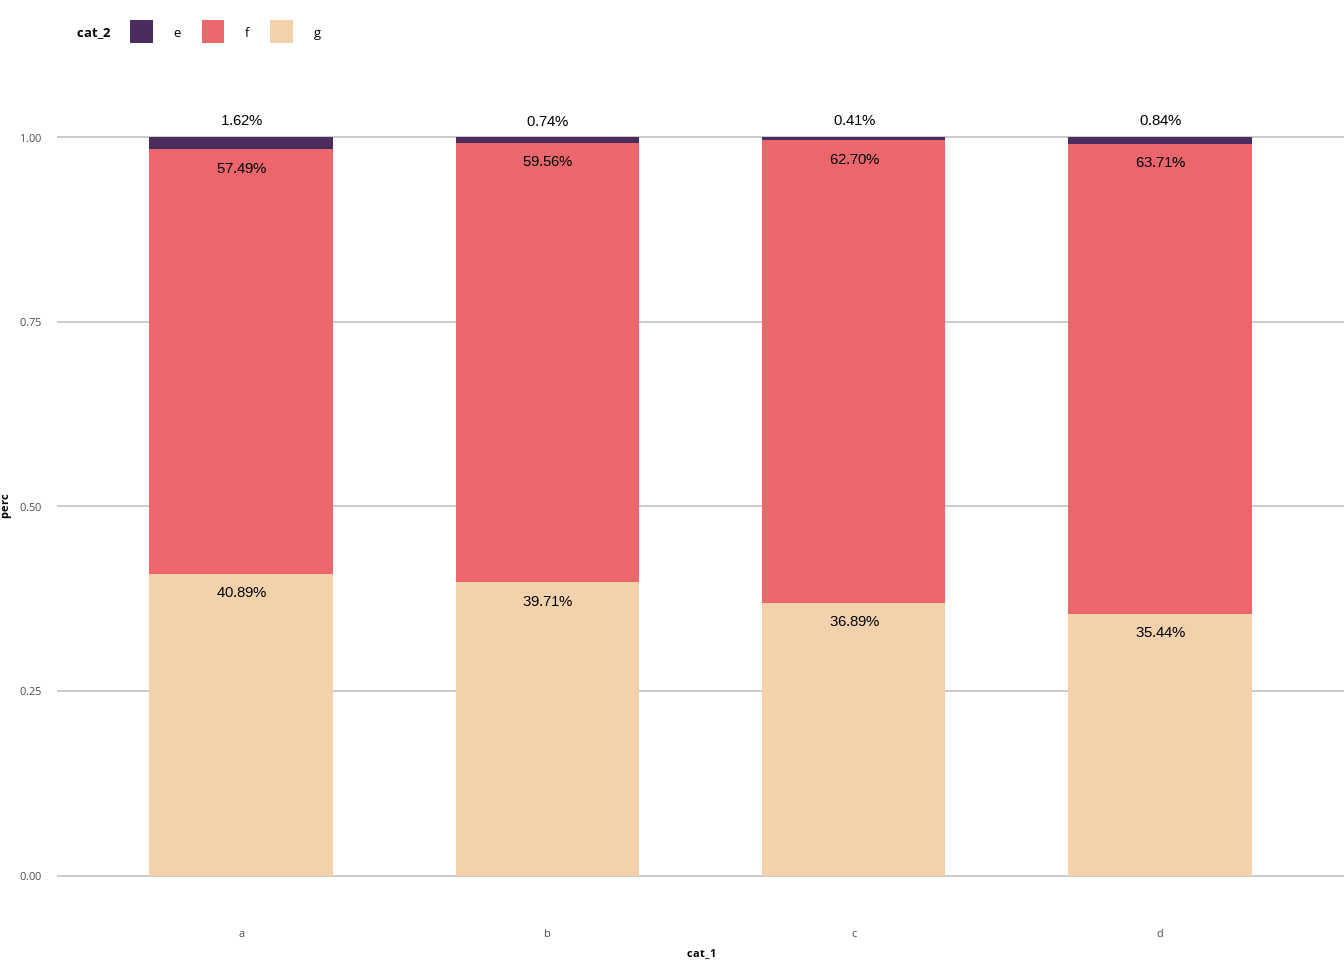 cat_2 e f g
1.62% 0.74% 0.41% 0.84%
1.00
57.49% 59.56% 62.70% 63.71%
0.75
perc
0.50
40.89% 39.71% 36.89% 35.44%
0.25
0.00
a b c d
cat_1